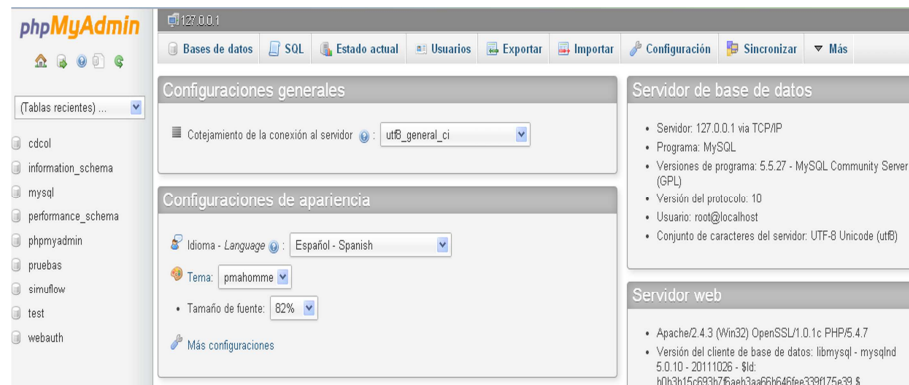 phpMyAdmin
(Tablas recientes) ...
cdcol
information_schema
mysql
performance_schema
phpmyadmin
pruebas
simuflow
test
webauth
127.0.0.1
Bases de datos SQL Estado actual Usuarios Exportar Importar Configuración Sincronizar Más
Configuraciones generales
Cotejamiento de la conexión al servidor : utf8_general_ci
Configuraciones de apariencia
Idioma - Language : Español - Spanish
Tema: pmahomme
• Tamaño de fuente: 82%
Más configuraciones
Servidor de base de datos
• Servidor: 127.0.0.1 via TCP/IP
• Programa: MySQL
• Versiones de programa: 5.5.27 - MySQL Community Server
(GPL)
• Versión del protocolo: 10
• Usuario: root@localhost
• Conjunto de caracteres del servidor: UTF-8 Unicode (utf8)
Servidor web
• Apache/2.4.3 (Win32) OpenSSL/1.0.1c PHP/5.4.7
• Versión del cliente de base de datos: libmysql - mysqlnd
5.0.10 - 20111026 - $Id: